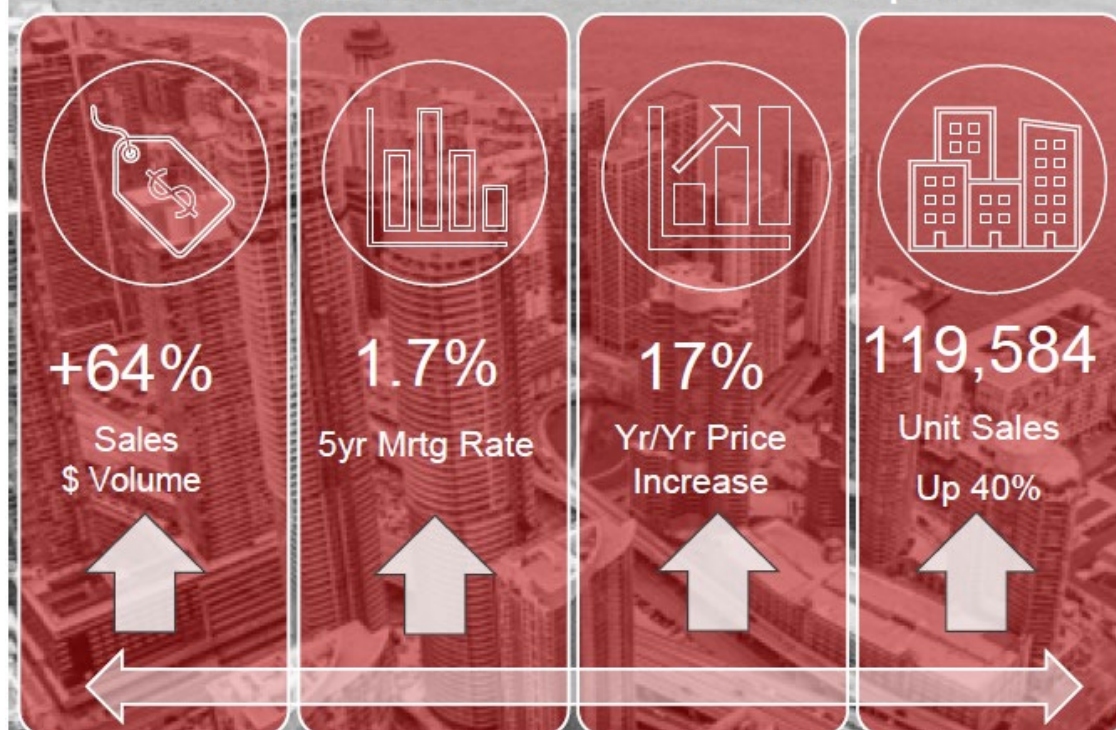 +64%
Sales
$ Volume
1.7%
5yr Mrtg Rate
17%
Yr/Yr Price
Increase
119,584
Unit Sales
Up 40%